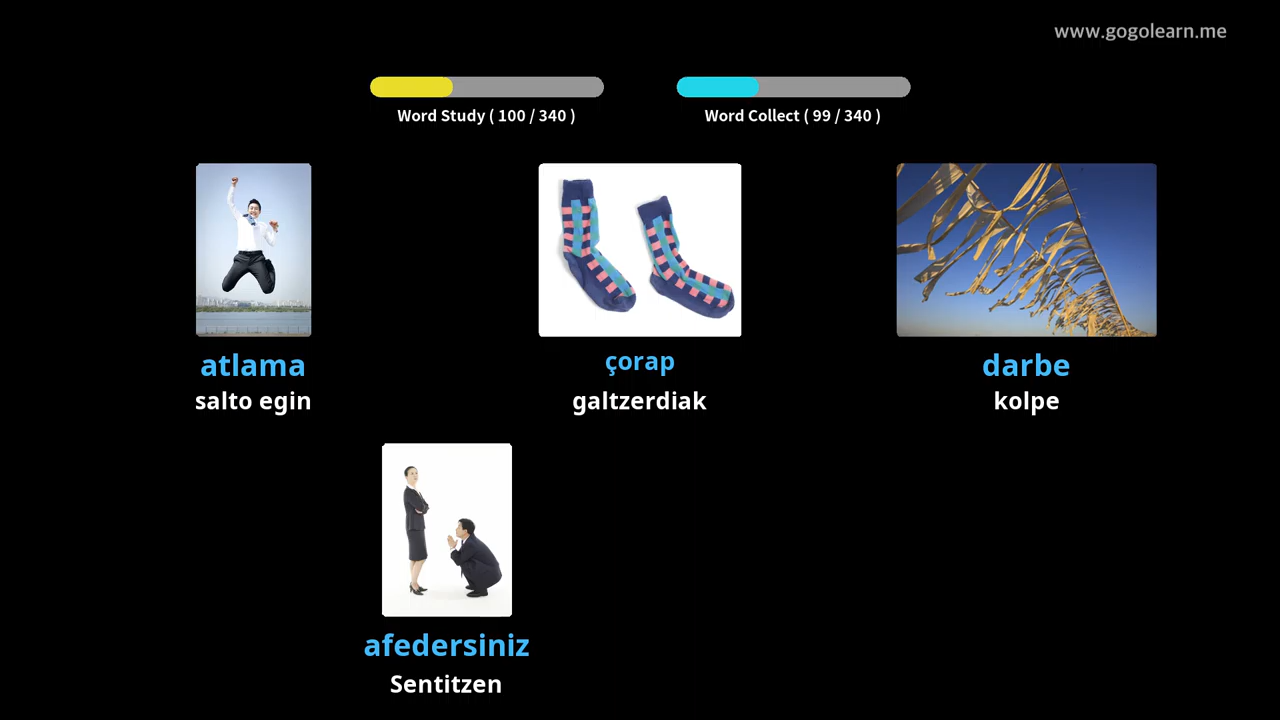 www.gogolearn.me
Word Study ( 100 / 340 )
Word Collect ( 99 / 340 )
atlama
salto egin
çorap
galtzerdiak
darbe
kolpe
afedersiniz
Sentitzen